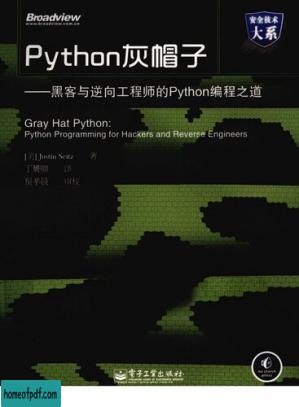 Broadview
www.broadview.com.cn
安全技术
大系
Python灰帽子
——黑客与逆向工程师的Python编程之道
Gray Hat Python:
Python Programming for Hackers and Reverse Engineers
[美] Justin Seitz 著
丁赟卿 译
审校
电子工业出版社
homeofpdf.com